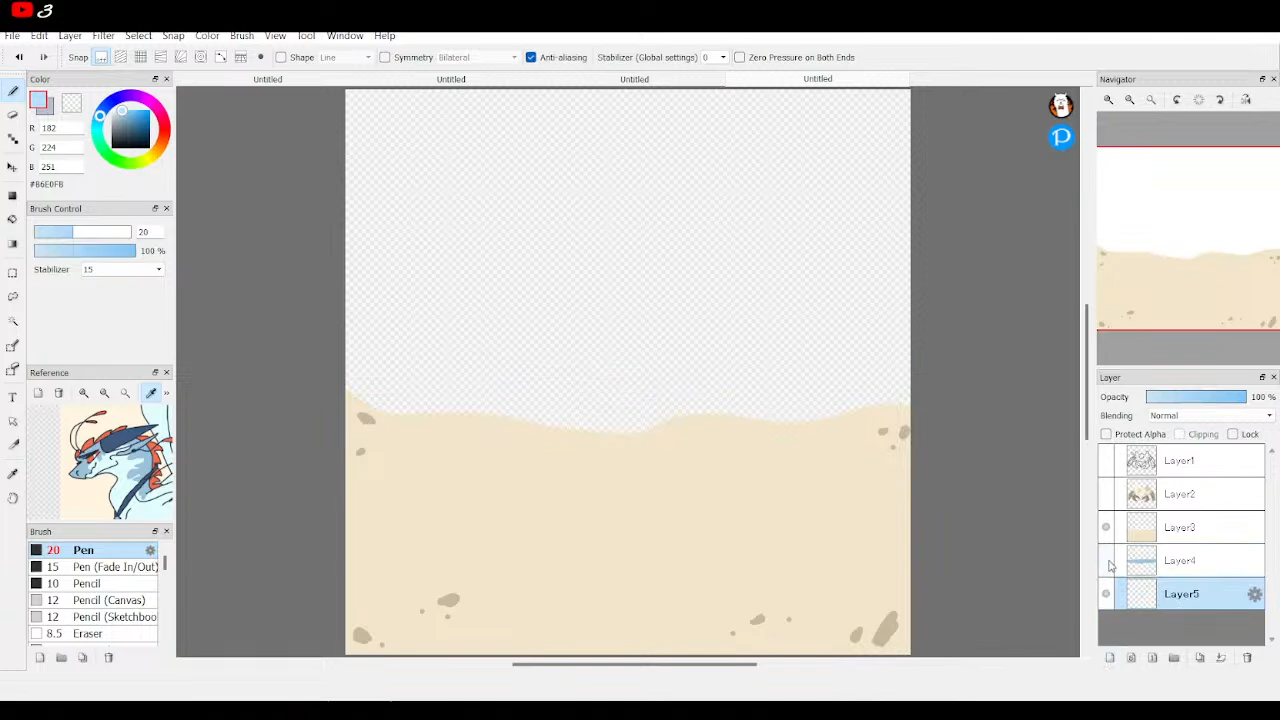 3
File Edit Layer Filter Select Snap Color Brush View Tool Window Help
Snap Shape Line Symmetry Bilateral Anti-aliasing Stabilizer (Global settings) 0 Zero Pressure on Both Ends
Color
Untitled Untitled Untitled Untitled
Navigator
R 182
G 224
B 251
#B6E0FB
Brush Control
20
100 %
Stabilizer 15
Reference
»
Brush
20 Pen
15 Pen (Fade In/Out)
10 Pencil
12 Pencil (Canvas)
12 Pencil (Sketchboo
8.5 Eraser
Layer
Opacity 100 %
Blending Normal
Protect Alpha Clipping Lock
Layer1
Layer2
Layer3
Layer4
Layer5